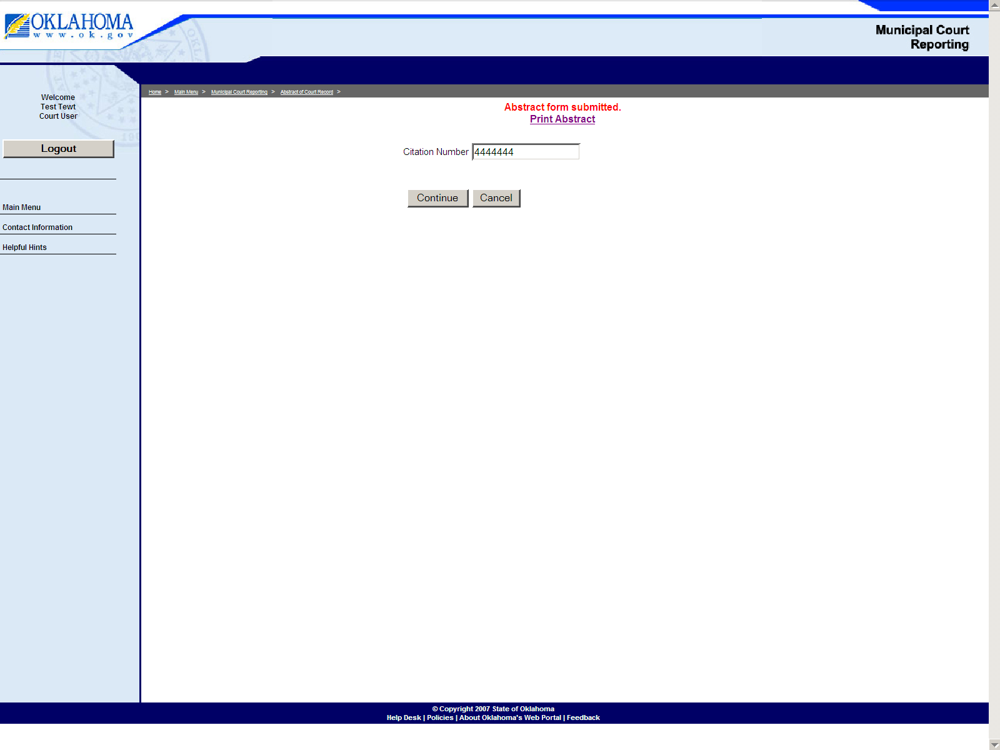 OKLAHOMA
www.ok.gov
Municipal Court
Reporting
Welcome
Test Tewt
Court User
Logout
Main Menu
Contact Information
Helpful Hints
Home > Main Menu > Municipal Court Reporting > Abstract of Court Record >
Abstract form submitted.
Print Abstract
Citation Number 4444444
Continue Cancel
© Copyright 2007 State of Oklahoma
Help Desk | Policies | About Oklahoma's Web Portal | Feedback